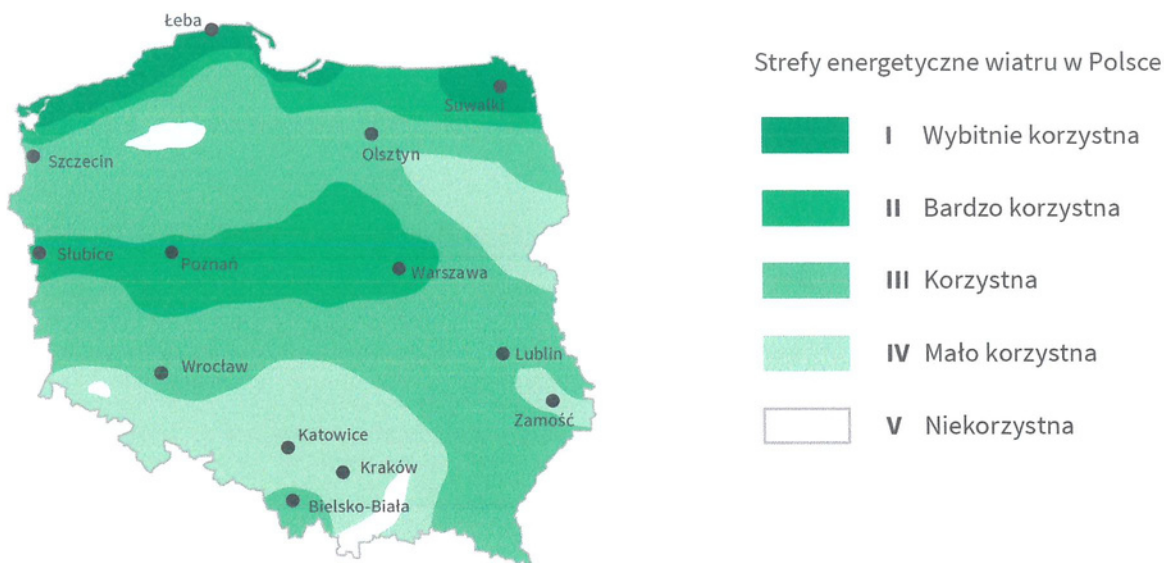 Łeba
Suwałki
Szczecin
Olsztyn
Słubice
Poznań
Warszawa
Wrocław
Lublin
Zamość
Katowice
Kraków
Bielsko-Biała
Strefy energetyczne wiatru w Polsce
I Wybitnie korzystna
II Bardzo korzystna
III Korzystna
IV Mało korzystna
V Niekorzystna